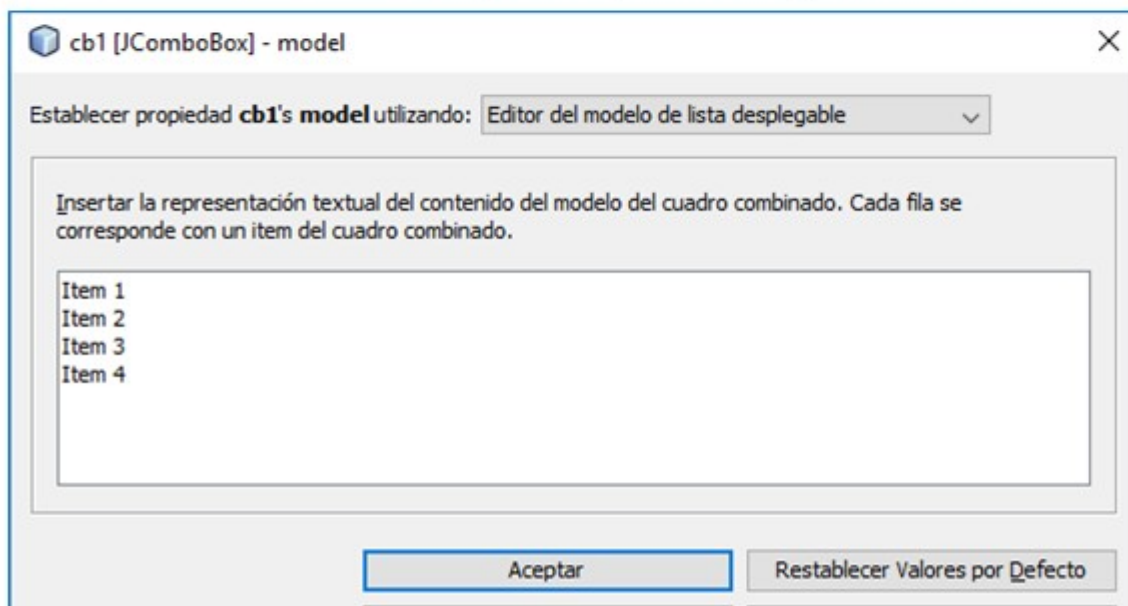 cb1 [JComboBox] - model
Establecer propiedad cb1's model utilizando: Editor del modelo de lista desplegable
Insertar la representación textual del contenido del modelo del cuadro combinado. Cada fila se
corresponde con un item del cuadro combinado.
Item 1
Item 2
Item 3
Item 4
Aceptar Restablecer Valores por Defecto